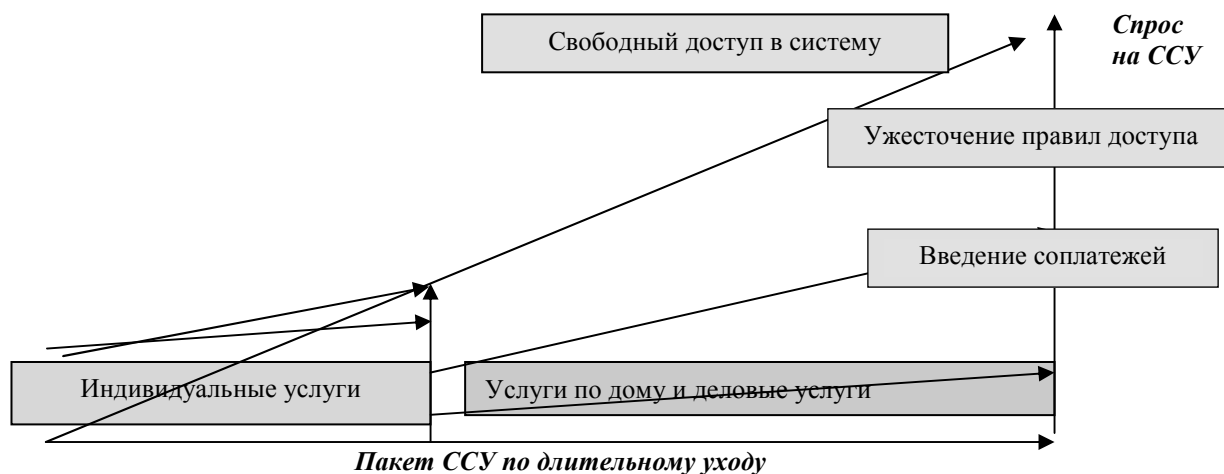 Свободный доступ в систему
Спрос
на ССУ
Ужесточение правил доступа
Введение соплатежей
Индивидуальные услуги
Услуги по дому и деловые услуги
Пакет ССУ по длительному уходу